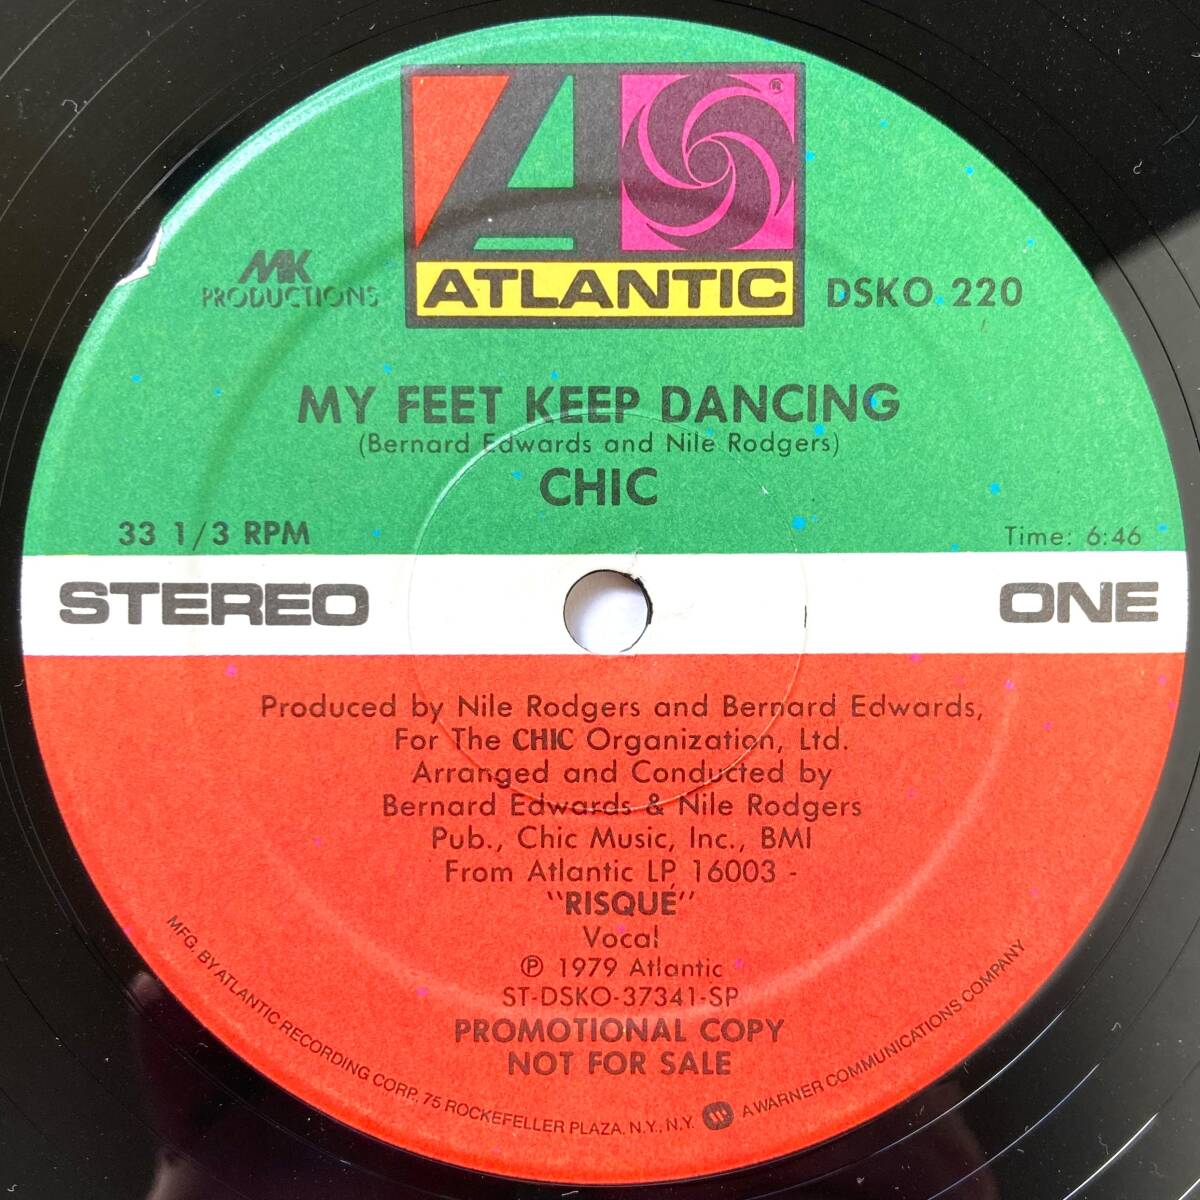 ®
ATLANTIC
MK
PRODUCTIONS
DSKO 220
MY FEET KEEP DANCING
(Bernard Edwards and Nile Rodgers)
CHIC
33 1/3 RPM
Time: 6:46
STEREO
ONE
Produced by Nile Rodgers and Bernard Edwards,
For The CHIC Organization, Ltd.
Arranged and Conducted by
Bernard Edwards & Nile Rodgers
Pub., Chic Music, Inc., BMI
From Atlantic LP 16003 -
"RISQUÉ"
Vocal
℗ 1979 Atlantic
ST-DSKO-37341-SP
PROMOTIONAL COPY
NOT FOR SALE
MFG. BY ATLANTIC RECORDING CORP., 75 ROCKEFELLER PLAZA, N.Y., N.Y. A WARNER COMMUNICATIONS COMPANY